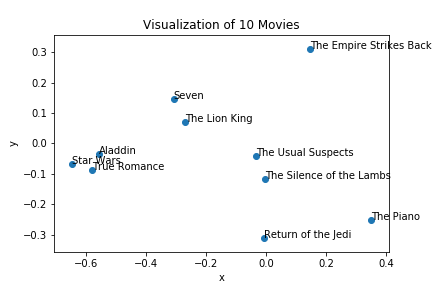 Visualization of 10 Movies
0.3
0.2
0.1
0.0
−0.1
−0.2
−0.3
y
The Empire Strikes Back
Seven
The Lion King
Aladdin
Star Wars
True Romance
The Usual Suspects
The Silence of the Lambs
The Piano
Return of the Jedi
−0.6
−0.4
−0.2
0.0
0.2
0.4
x